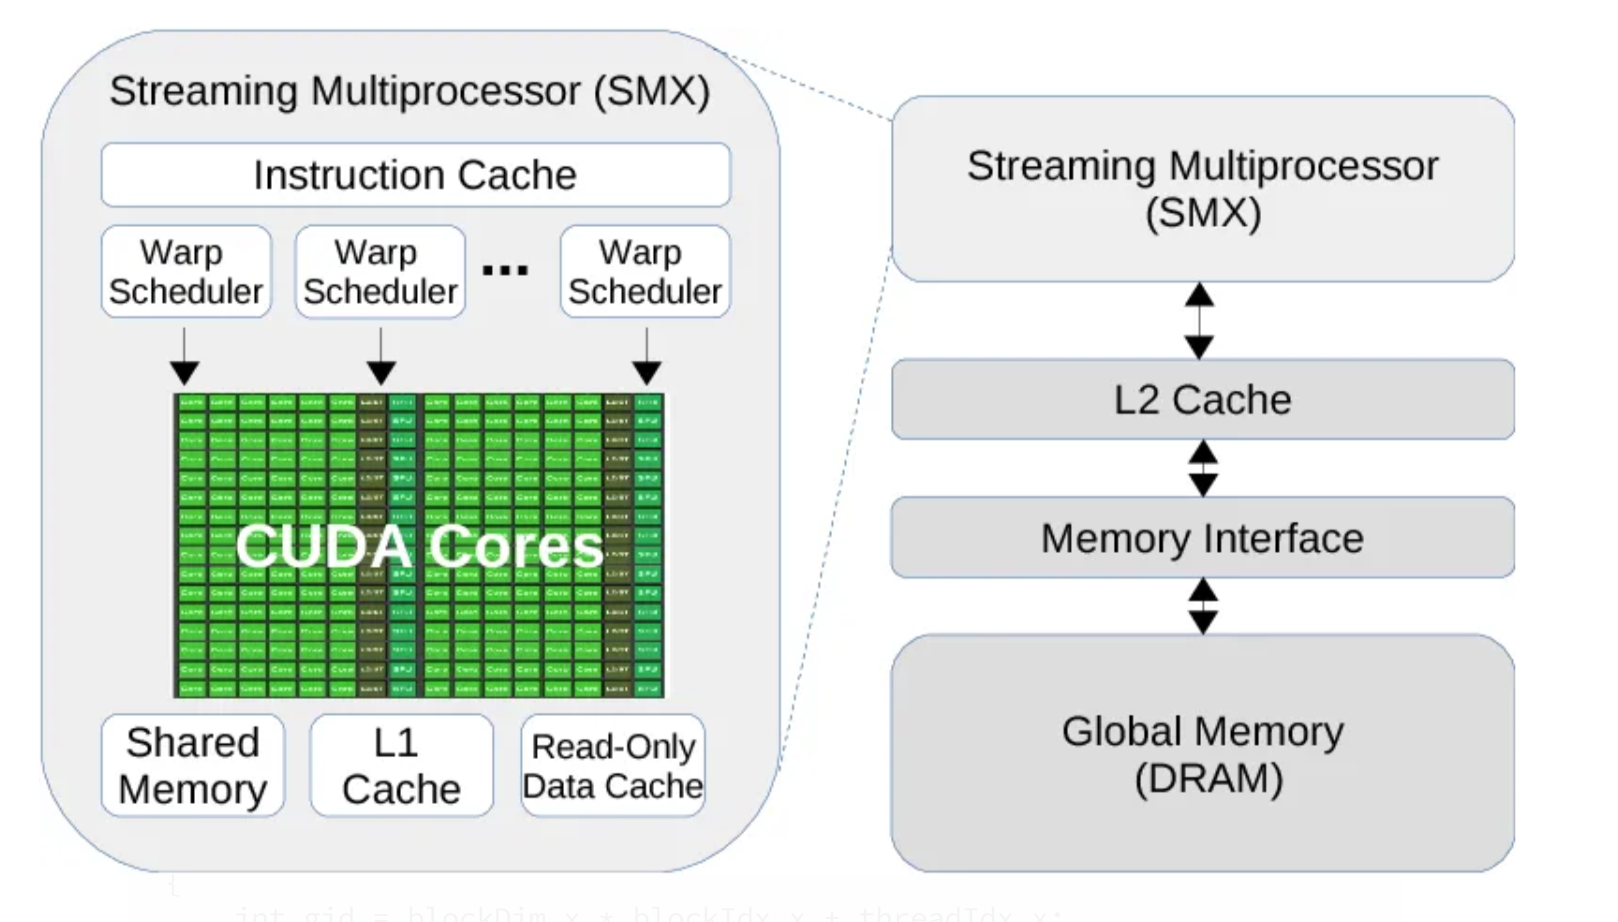 Streaming Multiprocessor (SMX)
Instruction Cache
Warp
Scheduler
Warp
Scheduler
...
Warp
Scheduler
CUDA Cores
Shared
Memory
L1
Cache
Read-Only
Data Cache
Streaming Multiprocessor
(SMX)
L2 Cache
Memory Interface
Global Memory
(DRAM)
{
int gid = blockDim.x * blockIdx.x + threadIdx.x;